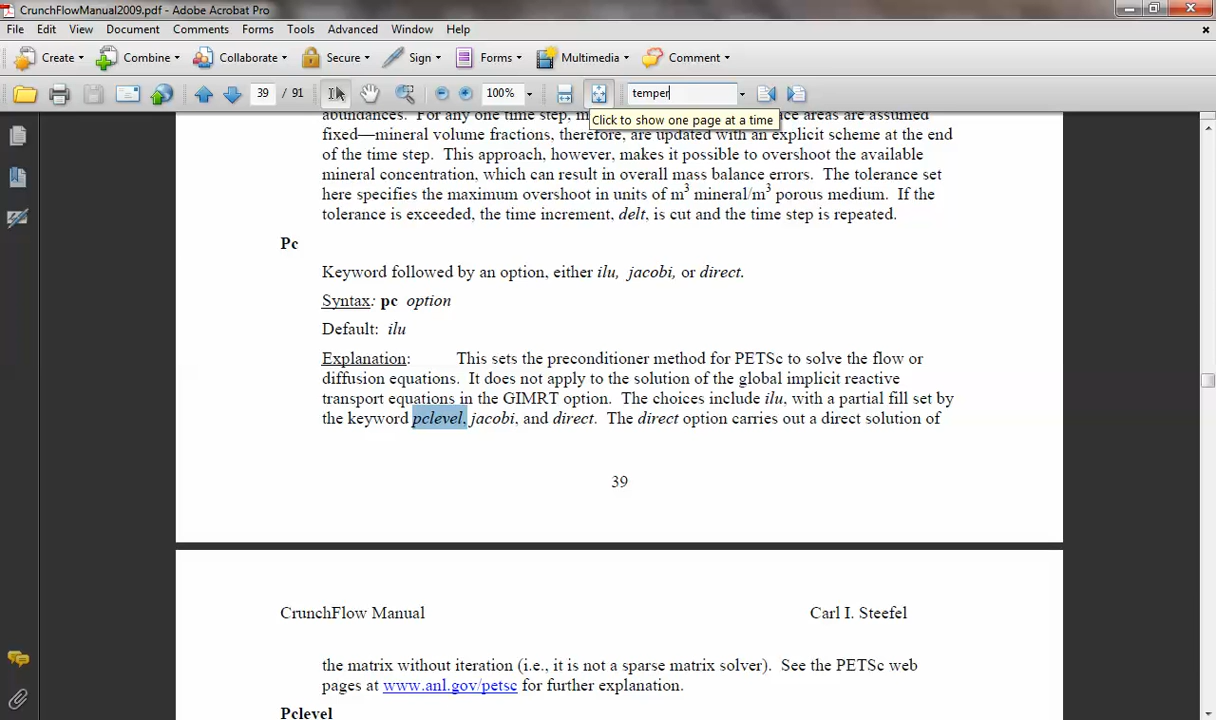 CrunchFlowManual2009.pdf - Adobe Acrobat Pro
File Edit View Document Comments Forms Tools Advanced Window Help
Create Combine Collaborate Secure Sign Forms Multimedia Comment
39 / 91 100% temper
Click to show one page at a time
fixed—mineral volume fractions, therefore, are updated with an explicit scheme at the end
of the time step. This approach, however, makes it possible to overshoot the available
mineral concentration, which can result in overall mass balance errors. The tolerance set
here specifies the maximum overshoot in units of m3 mineral/m3 porous medium. If the
tolerance is exceeded, the time increment, delt, is cut and the time step is repeated.
Pc
Keyword followed by an option, either ilu, jacobi, or direct.
Syntax: pc option
Default: ilu
Explanation: This sets the preconditioner method for PETSc to solve the flow or
diffusion equations. It does not apply to the solution of the global implicit reactive
transport equations in the GIMRT option. The choices include ilu, with a partial fill set by
the keyword pclevel, jacobi, and direct. The direct option carries out a direct solution of
39
CrunchFlow Manual Carl I. Steefel
the matrix without iteration (i.e., it is not a sparse matrix solver). See the PETSc web
pages at www.anl.gov/petsc for further explanation.
Pclevel